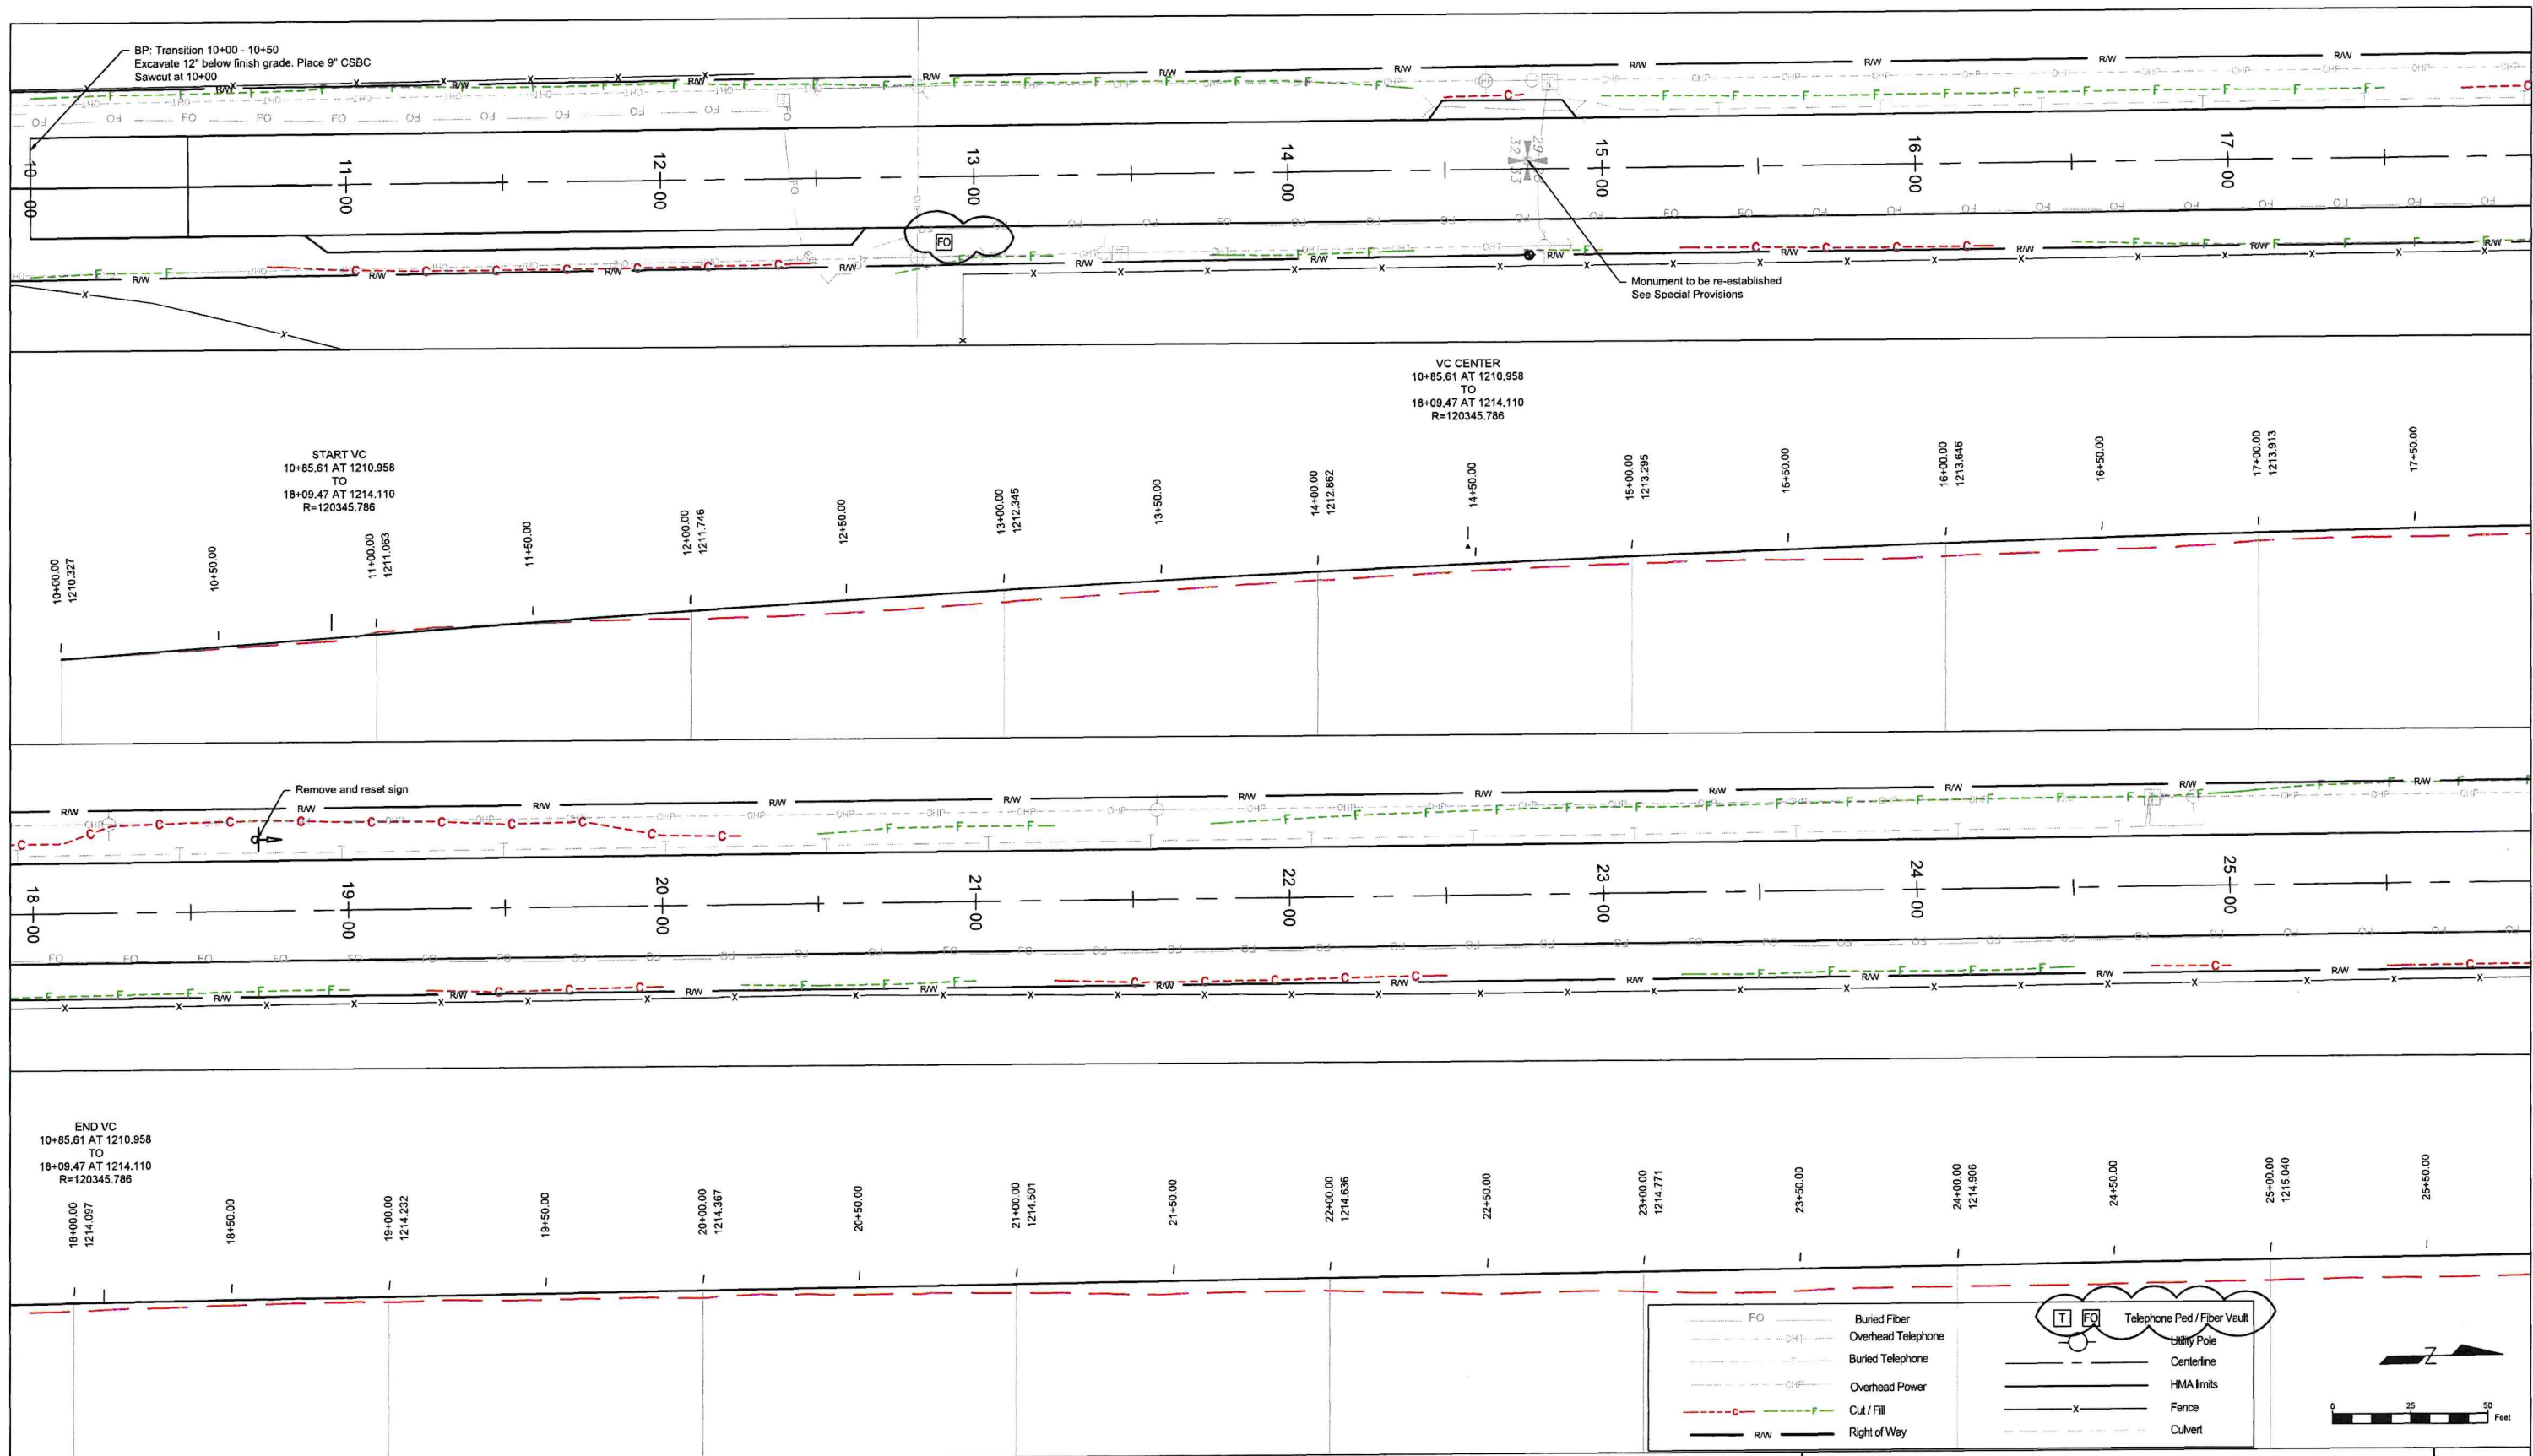 BP: Transition 10+00 - 10+50
Excavate 12" below finish grade. Place 9" CSBC
Sawcut at 10+00
10+00
11+00
12+00
13+00
14+00
15+00
16+00
17+00
29
32
33
FO
Monument to be re-established
See Special Provisions
VC CENTER
10+85.61 AT 1210.958
TO
18+09.47 AT 1214.110
R=120345.786
START VC
10+85.61 AT 1210.958
TO
18+09.47 AT 1214.110
R=120345.786
10+00.00
1210.327
10+50.00
11+00.00
1211.063
11+50.00
12+00.00
1211.746
12+50.00
13+00.00
1212.345
13+50.00
14+00.00
1212.862
14+50.00
15+00.00
1213.295
15+50.00
16+00.00
1213.646
16+50.00
17+00.00
1213.913
17+50.00
Remove and reset sign
18+00
19+00
20+00
21+00
22+00
23+00
24+00
25+00
END VC
10+85.61 AT 1210.958
TO
18+09.47 AT 1214.110
R=120345.786
18+00.00
1214.097
18+50.00
19+00.00
1214.232
19+50.00
20+00.00
1214.367
20+50.00
21+00.00
1214.501
21+50.00
22+00.00
1214.636
22+50.00
23+00.00
1214.771
23+50.00
24+00.00
1214.906
24+50.00
25+00.00
1215.040
25+50.00
FO Buried Fiber
OHT Overhead Telephone
T Buried Telephone
OHP Overhead Power
C F Cut / Fill
R/W Right of Way
T FO Telephone Ped / Fiber Vault
Utility Pole
Centerline
HMA limits
X Fence
Culvert
Z
0 25 50
Feet